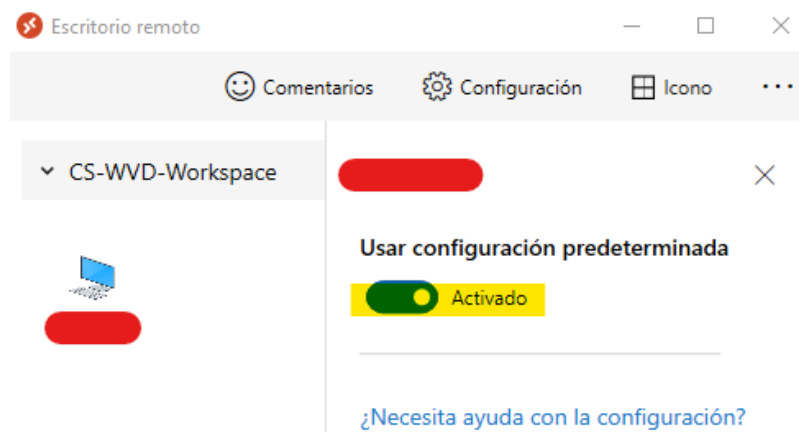 Escritorio remoto
Comentarios Configuración Icono
CS-WVD-Workspace
Usar configuración predeterminada
Activado
¿Necesita ayuda con la configuración?